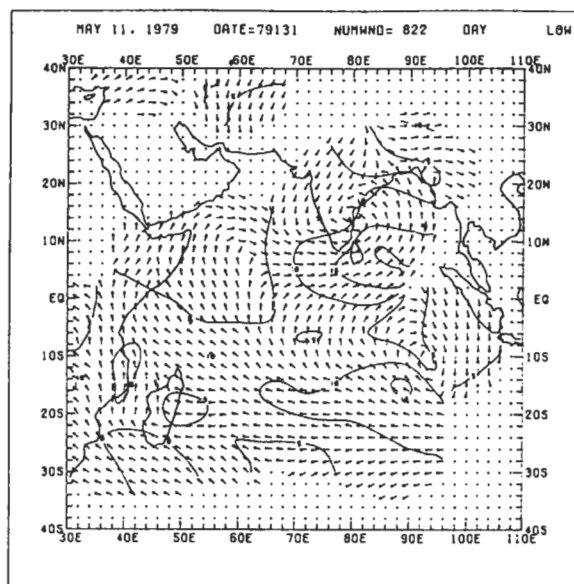 MAY 11, 1979 DATE=79131 NUMWND= 822 DAY LOW
30E 40E 50E 60E 70E 80E 90E 100E 110E
40N 40N
30N 30N
20N 20N
10N 10N
EQ EQ
10S 10S
20S 20S
30S 30S
40S 40S
30E 40E 50E 60E 70E 80E 90E 100E 110E